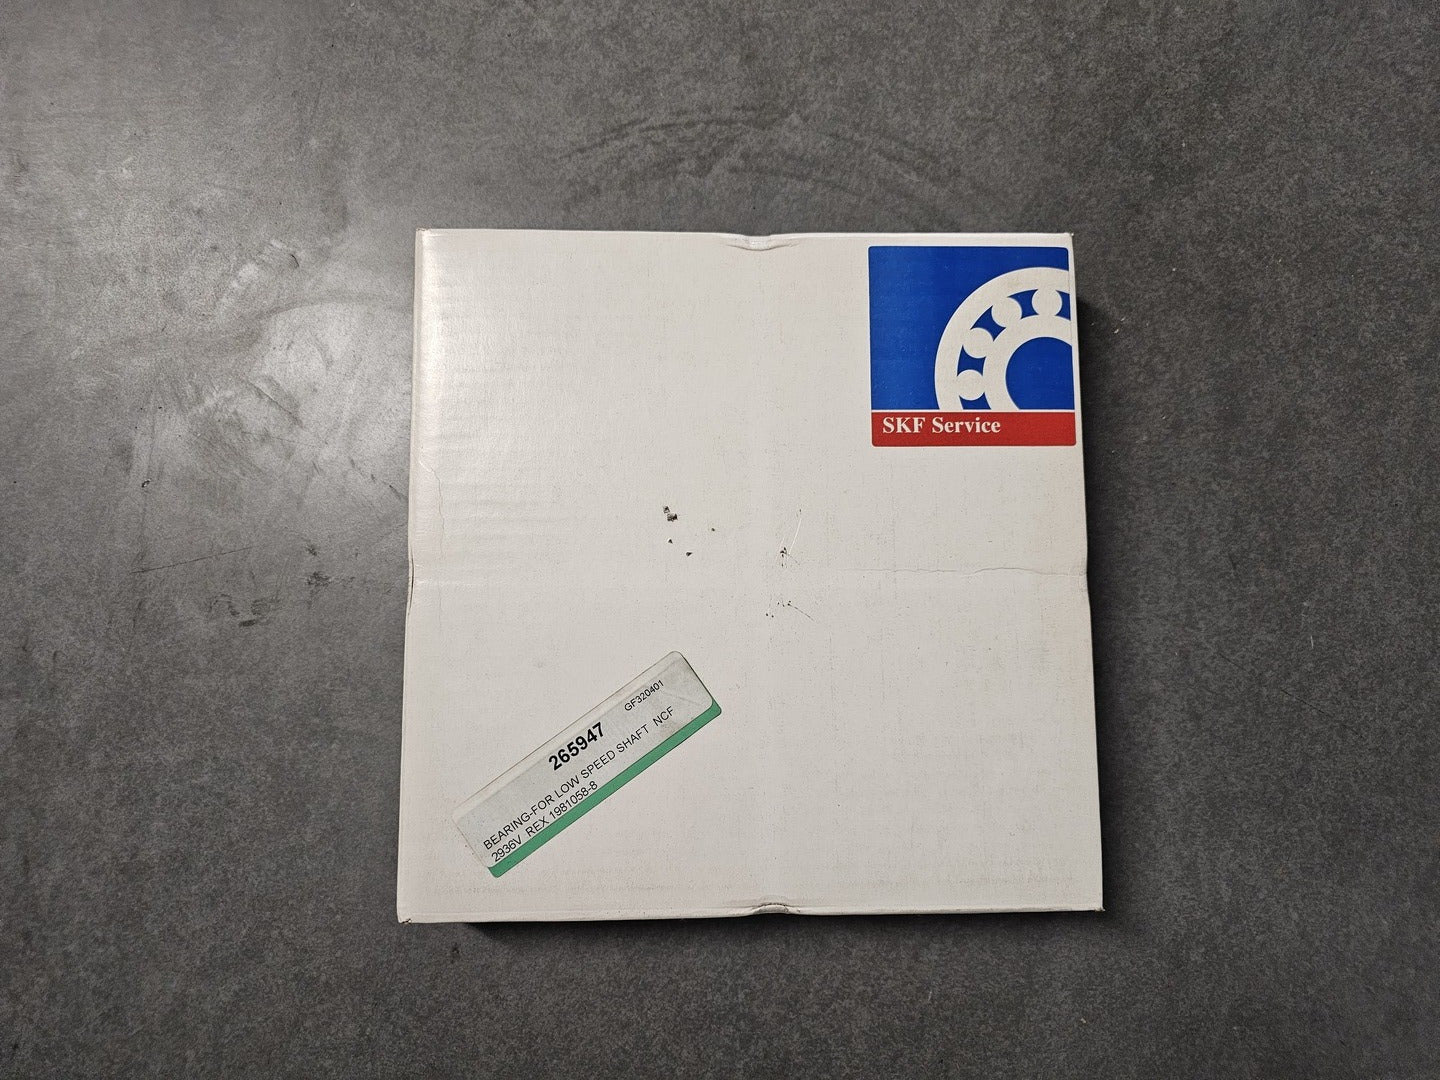 SKF Service
265947 GF320401
BEARING-FOR LOW SPEED SHAFT NCF
2936V REX 1981058-8